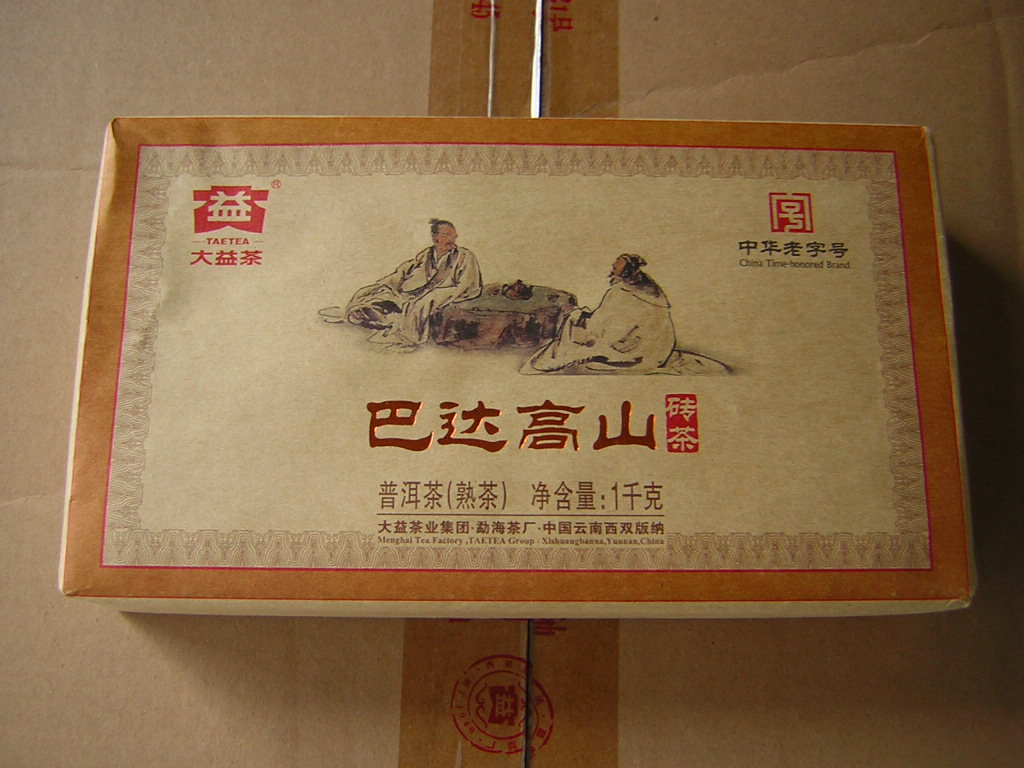 益®
TAETEA
大益茶
中华老字号
China Time-honored Brand
巴达高山
砖茶
普洱茶(熟茶) 净含量:1千克
大益茶业集团·勐海茶厂·中国云南西双版纳
Menghai Tea Factory ,TAETEA Group - Xishuangbanna,Yunnan,China
益